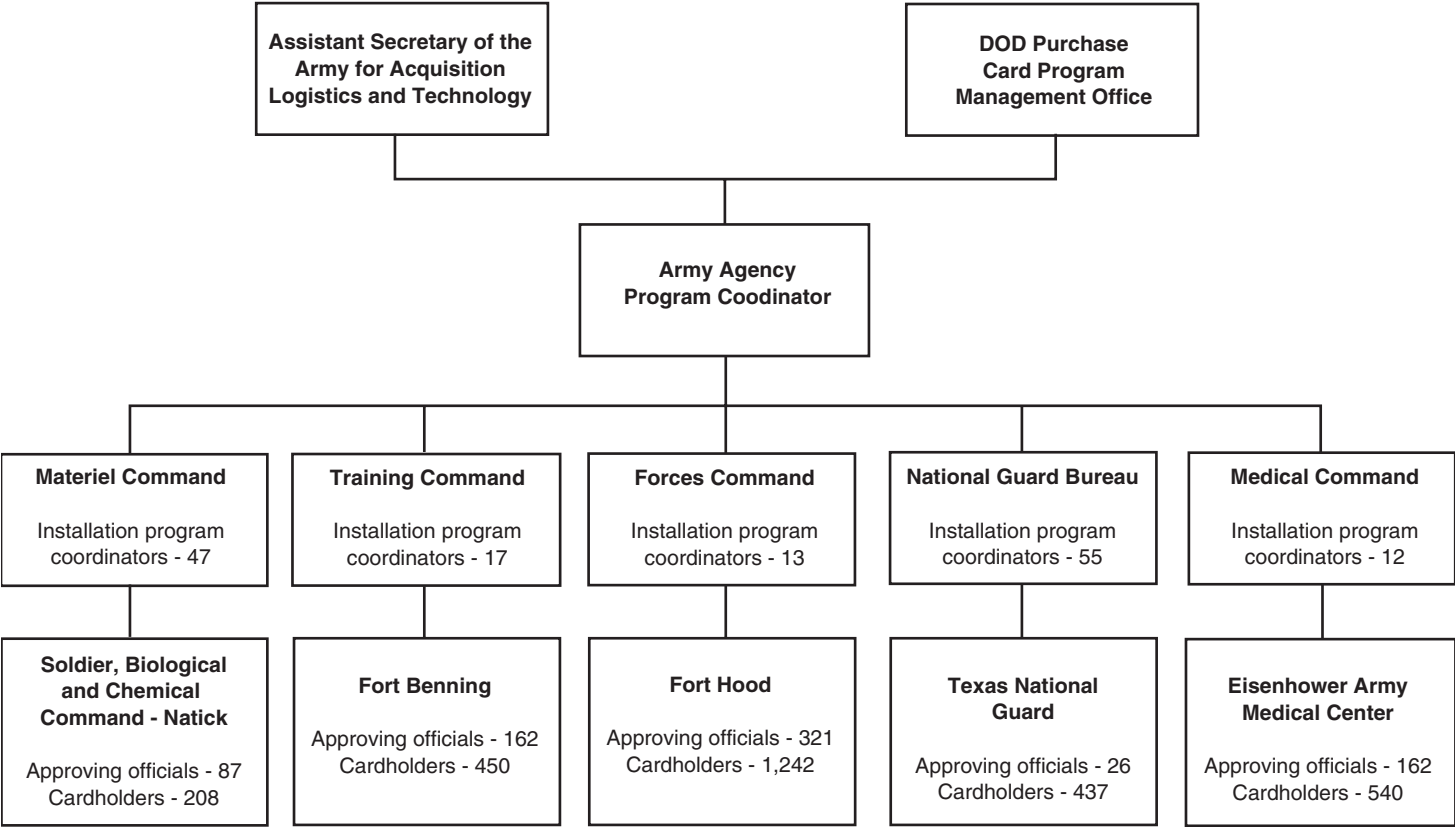 Assistant Secretary of the
Army for Acquisition
Logistics and Technology
DOD Purchase
Card Program
Management Office
Army Agency
Program Coodinator
Materiel Command
Installation program
coordinators - 47
Training Command
Installation program
coordinators - 17
Forces Command
Installation program
coordinators - 13
National Guard Bureau
Installation program
coordinators - 55
Medical Command
Installation program
coordinators - 12
Soldier, Biological
and Chemical
Command - Natick
Approving officials - 87
Cardholders - 208
Fort Benning
Approving officials - 162
Cardholders - 450
Fort Hood
Approving officials - 321
Cardholders - 1,242
Texas National
Guard
Approving officials - 26
Cardholders - 437
Eisenhower Army
Medical Center
Approving officials - 162
Cardholders - 540